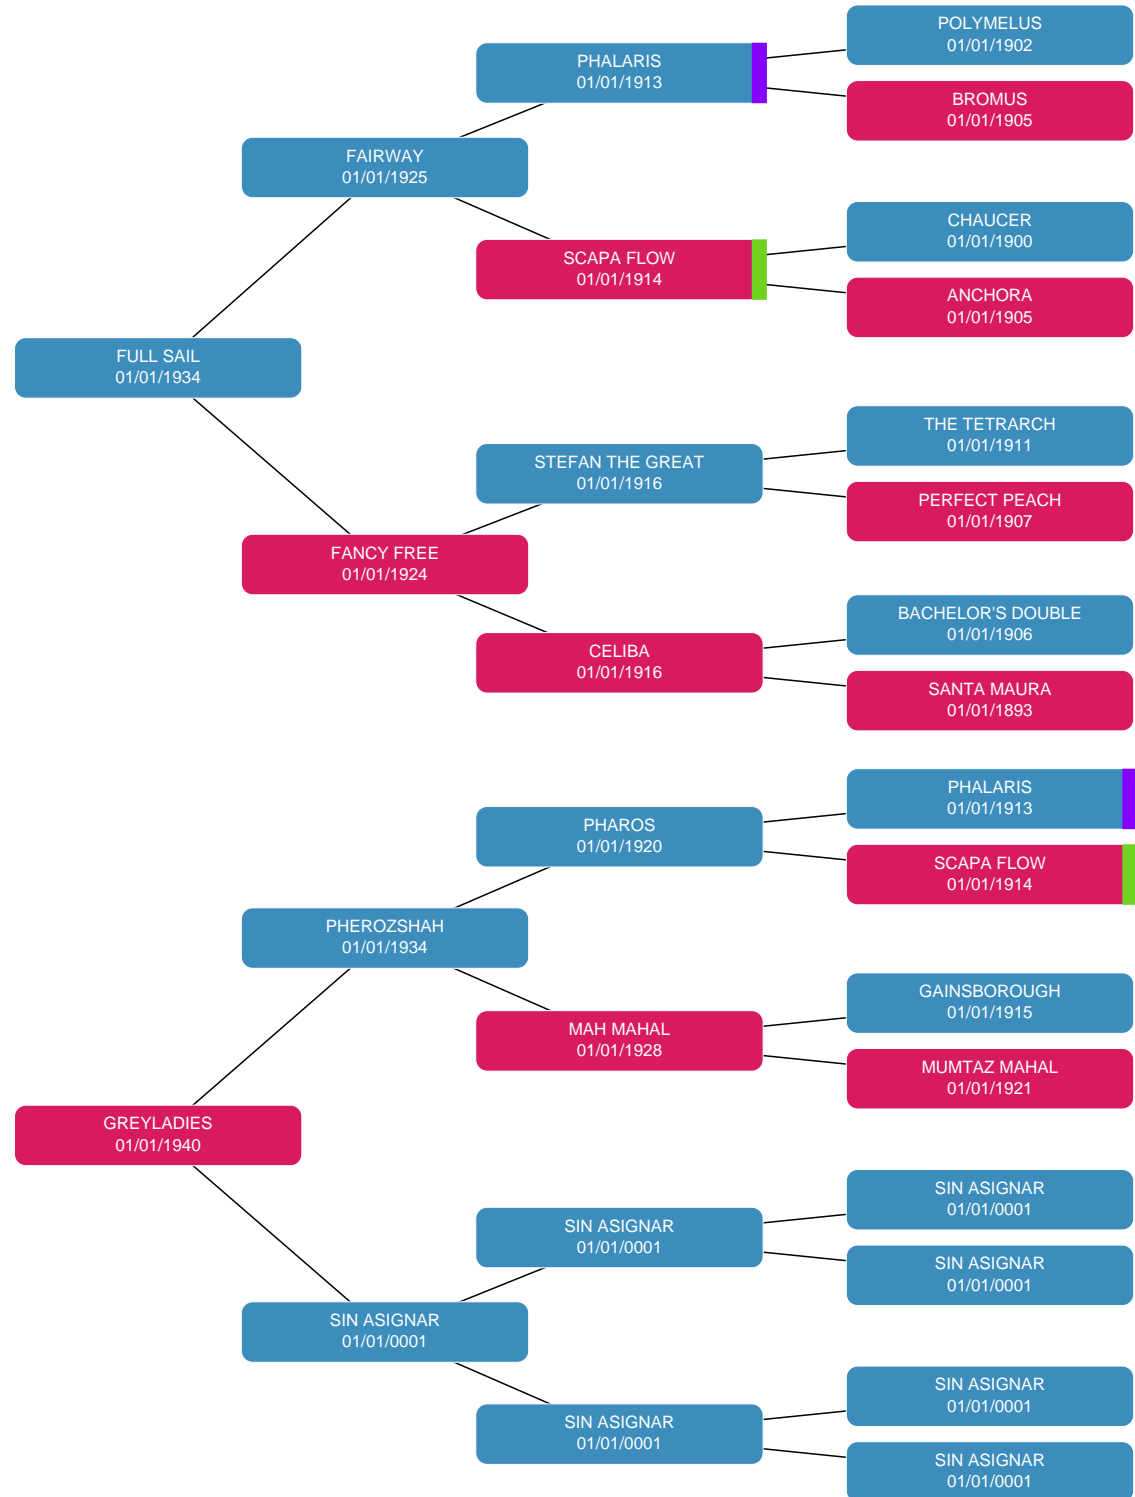 POLYMELUS
01/01/1902
PHALARIS
01/01/1913
BROMUS
01/01/1905
FAIRWAY
01/01/1925
CHAUCER
01/01/1900
SCAPA FLOW
01/01/1914
ANCHORA
01/01/1905
FULL SAIL
01/01/1934
THE TETRARCH
01/01/1911
STEFAN THE GREAT
01/01/1916
PERFECT PEACH
01/01/1907
FANCY FREE
01/01/1924
BACHELOR'S DOUBLE
01/01/1906
CELIBA
01/01/1916
SANTA MAURA
01/01/1893
PHALARIS
01/01/1913
PHAROS
01/01/1920
SCAPA FLOW
01/01/1914
PHEROZSHAH
01/01/1934
GAINSBOROUGH
01/01/1915
MAH MAHAL
01/01/1928
MUMTAZ MAHAL
01/01/1921
GREYLADIES
01/01/1940
SIN ASIGNAR
01/01/0001
SIN ASIGNAR
01/01/0001
SIN ASIGNAR
01/01/0001
SIN ASIGNAR
01/01/0001
SIN ASIGNAR
01/01/0001
SIN ASIGNAR
01/01/0001
SIN ASIGNAR
01/01/0001